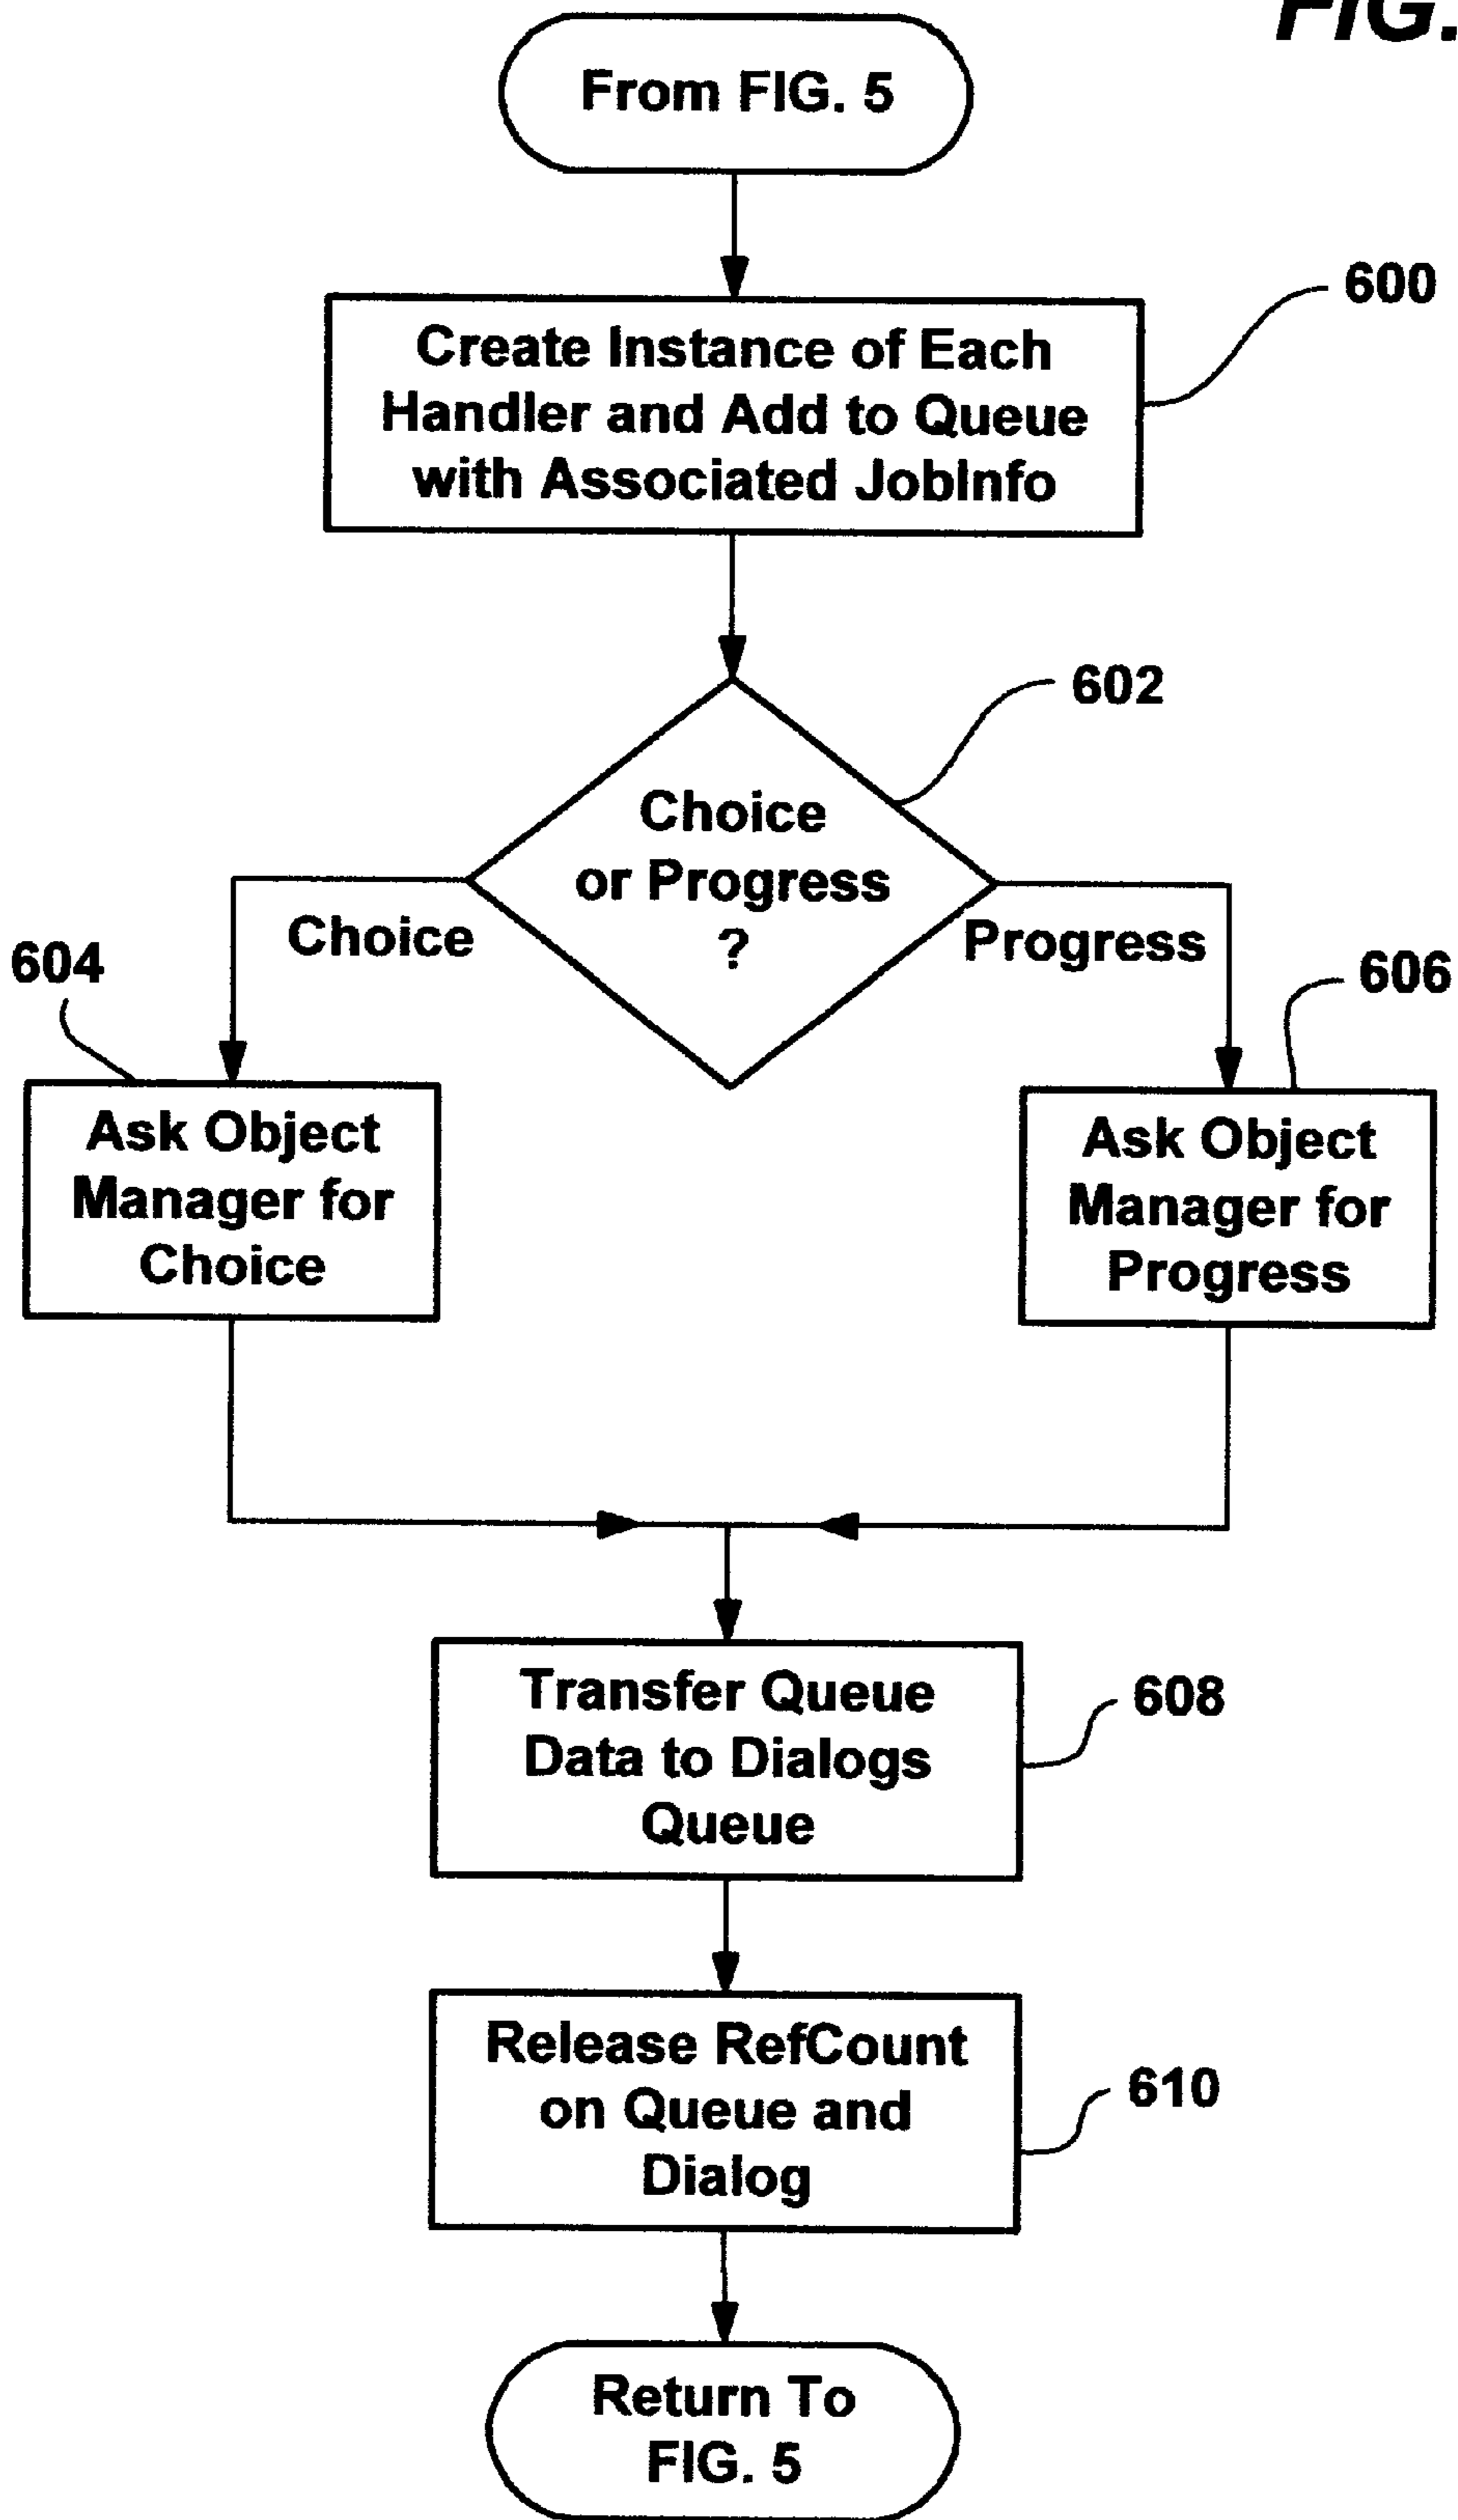 FIG.
From FIG. 5
600
Create Instance of Each
Handler and Add to Queue
with Associated JobInfo
602
Choice
or Progress
?
Choice
Progress
604
606
Ask Object
Manager for
Choice
Ask Object
Manager for
Progress
Transfer Queue
Data to Dialogs
Queue
608
Release RefCount
on Queue and
Dialog
610
Return To
FIG. 5